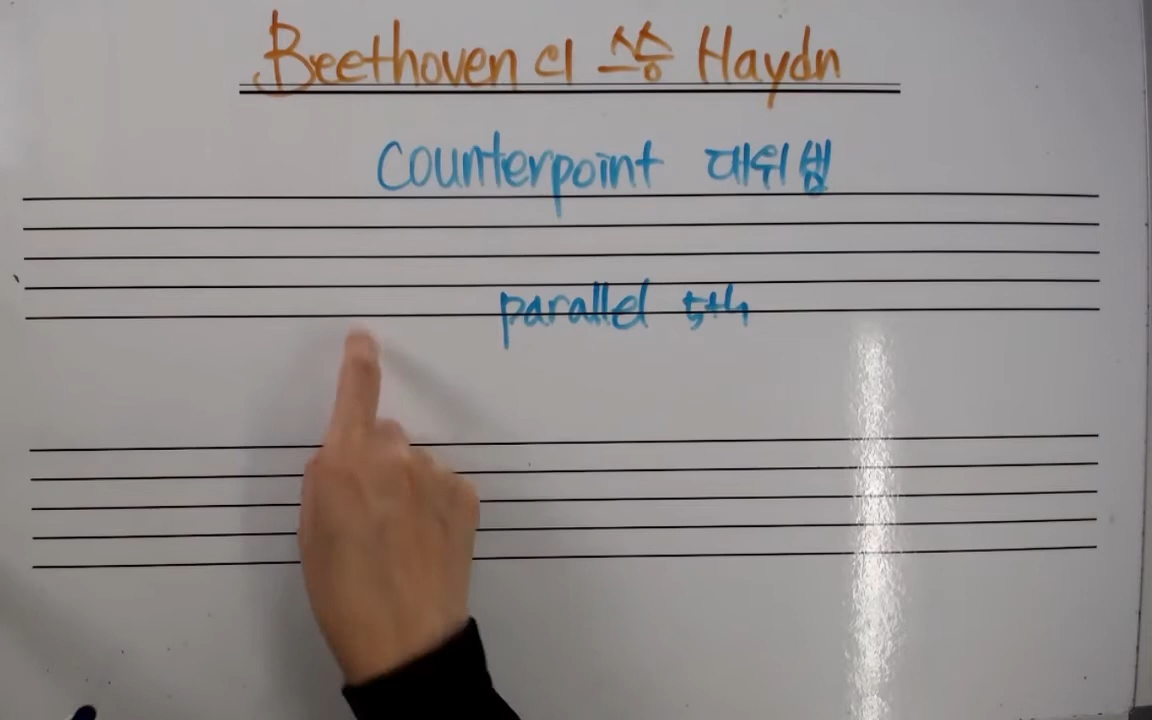 Beethoven 의 스승 Haydn
Counterpoint 대위법
parallel 5th